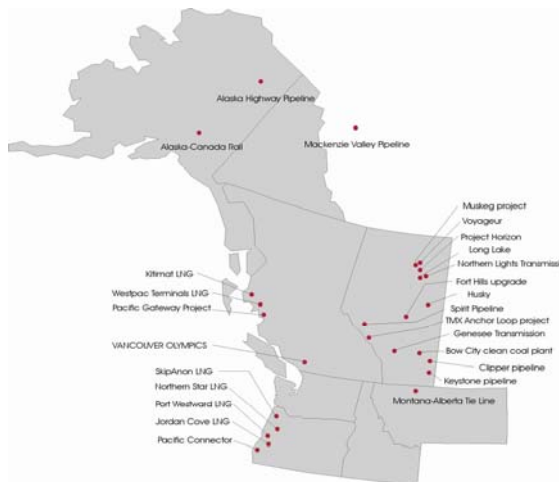 Alaska Highway Pipeline
Alaska-Canada Rail
Mackenzie Valley Pipeline
Muskeg project
Voyageur
Project Horizon
Long Lake
Northern Lights Transmissi
Fort Hills upgrade
Husky
Spirit Pipeline
TMX Anchor Loop project
Genesee Transmission
Bow City clean coal plant
Clipper pipeline
Keystone pipeline
Montana-Alberta Tie Line
Kitimat LNG
Westpac Terminals LNG
Pacific Gateway Project
VANCOUVER OLYMPICS
SkipAnon LNG
Northern Star LNG
Port Westward LNG
Jordan Cove LNG
Pacific Connector